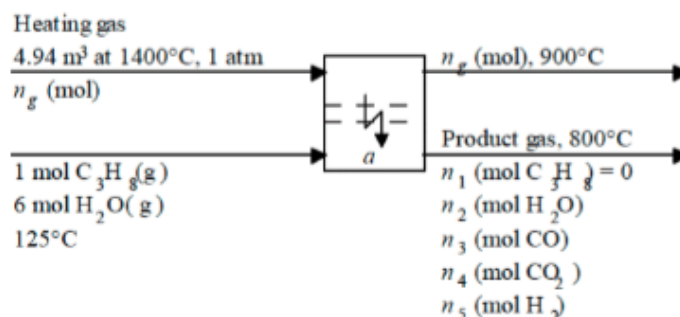 Heating gas
4.94 m³ at 1400°C, 1 atm
n_g (mol)
1 mol C₃H₈(g)
6 mol H₂O(g)
125°C
a
n_g (mol), 900°C
Product gas, 800°C
n₁ (mol C₃H₈) = 0
n₂ (mol H₂O)
n₃ (mol CO)
n₄ (mol CO₂)
n₅ (mol H₂)